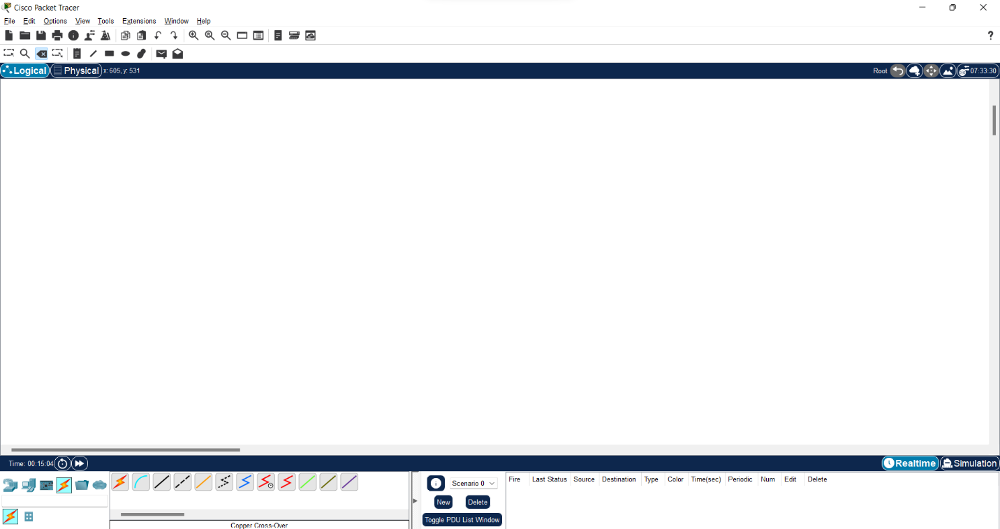 Cisco Packet Tracer
File Edit Options View Tools Extensions Window Help
?
Logical Physical x: 605, y: 531 Root 07:33:30
Time: 00:15:04 Realtime Simulation
Scenario 0 Fire Last Status Source Destination Type Color Time(sec) Periodic Num Edit Delete
New Delete
Toggle PDU List Window
Copper Cross-Over